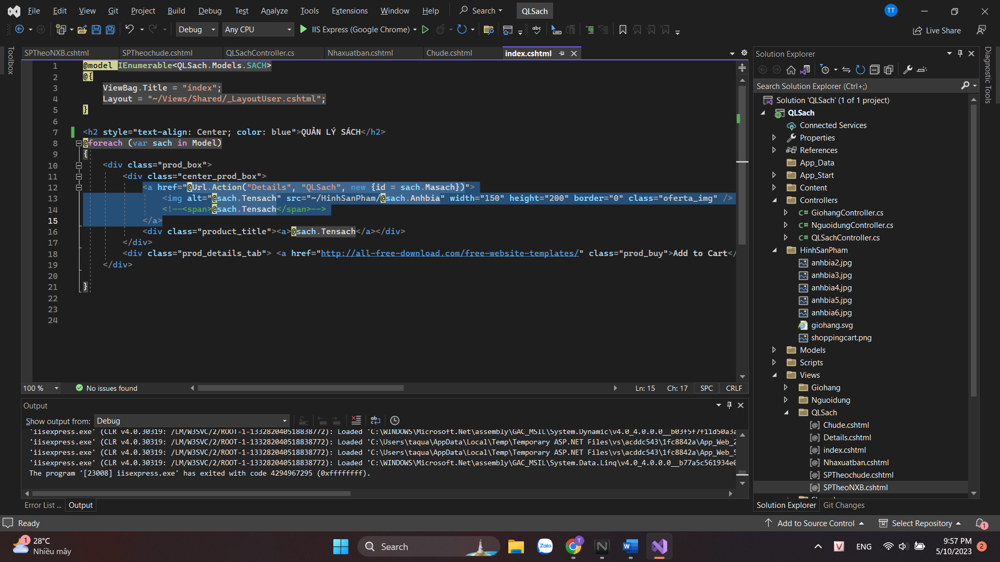 File Edit View Git Project Build Debug Test Analyze Tools Extensions Window Help Search QLSach TT
Debug Any CPU IIS Express (Google Chrome) Live Share
Toolbox
SPTheoNXB.cshtml SPTheochude.cshtml QLSachController.cs Nhaxuatban.cshtml Chude.cshtml index.cshtml
1 @model IEnumerable<QLSach.Models.SACH>
2 @{
3 ViewBag.Title = "index";
4 Layout = "~/Views/Shared/_LayoutUser.cshtml";
5 }
6
7 <h2 style="text-align: Center; color: blue">QUẢN LÝ SÁCH</h2>
8 @foreach (var sach in Model)
9 {
10 <div class="prod_box">
11 <div class="center_prod_box">
12 <a href="@Url.Action("Details", "QLSach", new {id = sach.Masach})">
13 <img alt="@sach.Tensach" src="~/HinhSanPham/@sach.Anhbia" width="150" height="200" border="0" class="oferta_img" />
14 <!--<span>@sach.Tensach</span>-->
15 </a>
16 <div class="product_title"><a>@sach.Tensach</a></div>
17 </div>
18 <div class="prod_details_tab"> <a href="http://all-free-download.com/free-website-templates/" class="prod_buy">Add to Cart</
19 </div>
20
21 }
22
23
24
100 % No issues found Ln: 15 Ch: 17 SPC CRLF
Output
Show output from: Debug
'iisexpress.exe' (CLR v4.0.30319: /LM/W3SVC/2/ROOT-1-133282040518838772): Loaded 'C:\WINDOWS\Microsoft.Net\assembly\GAC_MSIL\System.Dynamic\v4.0_4.0.0.0__b03f5f7f11d50a3a
'iisexpress.exe' (CLR v4.0.30319: /LM/W3SVC/2/ROOT-1-133282040518838772): Loaded 'C:\Users\taqua\AppData\Local\Temp\Temporary ASP.NET Files\vs\acddc543\1fc8842a\App_Web_2
'iisexpress.exe' (CLR v4.0.30319: /LM/W3SVC/2/ROOT-1-133282040518838772): Loaded 'C:\Users\taqua\AppData\Local\Temp\Temporary ASP.NET Files\vs\acddc543\1fc8842a\App_Web_5
'iisexpress.exe' (CLR v4.0.30319: /LM/W3SVC/2/ROOT-1-133282040518838772): Loaded 'C:\WINDOWS\Microsoft.Net\assembly\GAC_MSIL\System.Data.Linq\v4.0_4.0.0.0__b77a5c561934e0
The program '[23008] iisexpress.exe' has exited with code 4294967295 (0xffffffff).
Error List ... Output
Solution Explorer
Search Solution Explorer (Ctrl+;)
Solution 'QLSach' (1 of 1 project)
QLSach
Connected Services
Properties
References
App_Data
App_Start
Content
Controllers
C# GiohangController.cs
C# NguoidungController.cs
C# QLSachController.cs
HinhSanPham
anhbia2.jpg
anhbia3.jpg
anhbia4.jpg
anhbia5.jpg
anhbia6.jpg
giohang.svg
shoppingcart.png
Models
Scripts
Views
Giohang
Nguoidung
QLSach
[@] Chude.cshtml
[@] Details.cshtml
[@] index.cshtml
[@] Nhaxuatban.cshtml
[@] SPTheochude.cshtml
[@] SPTheoNXB.cshtml
Solution Explorer Git Changes
Diagnostic Tools
Ready Add to Source Control Select Repository 1
1 28°C
Nhiều mây
Search Zalo T N W V ENG
9:57 PM
5/10/2023 2